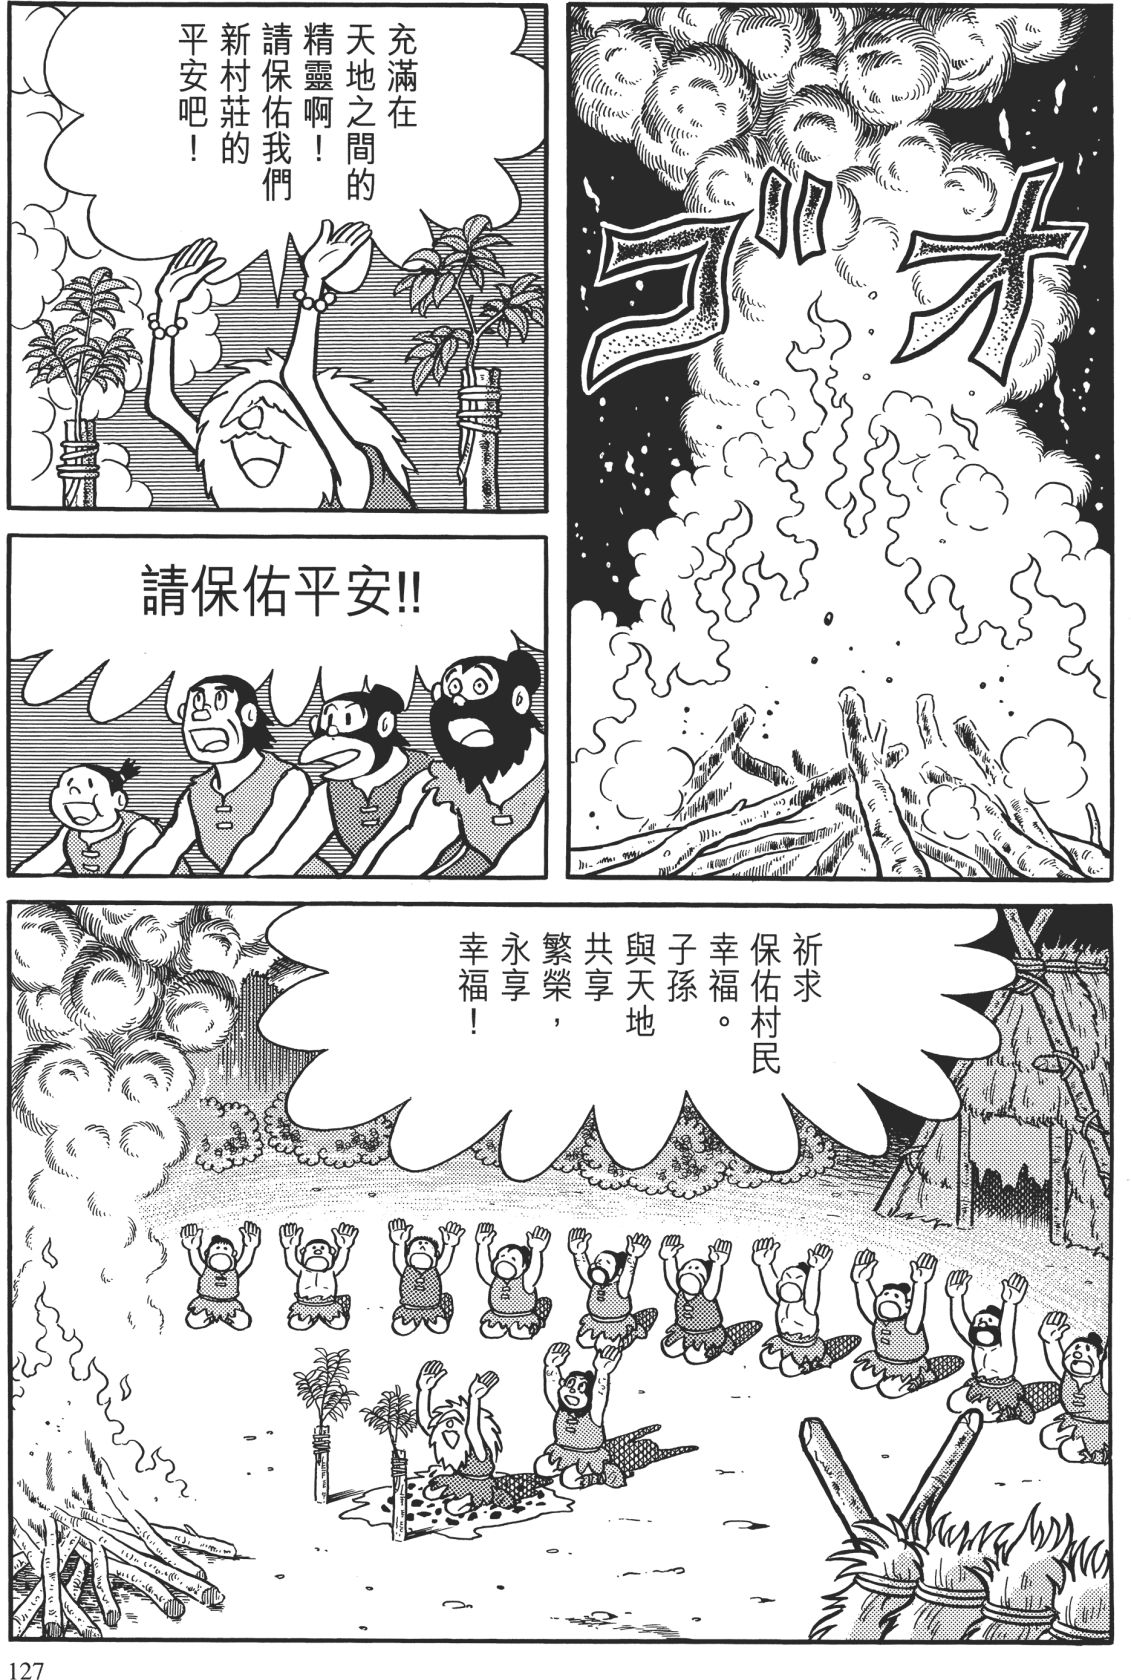 ゴオ
充滿在
天地之間的
精靈啊！
請保佑我們
新村莊的
平安吧！
請保佑平安!!
祈求
保佑村民
幸福。
子孫
與天地
共享
繁榮，
永享
幸福！
127